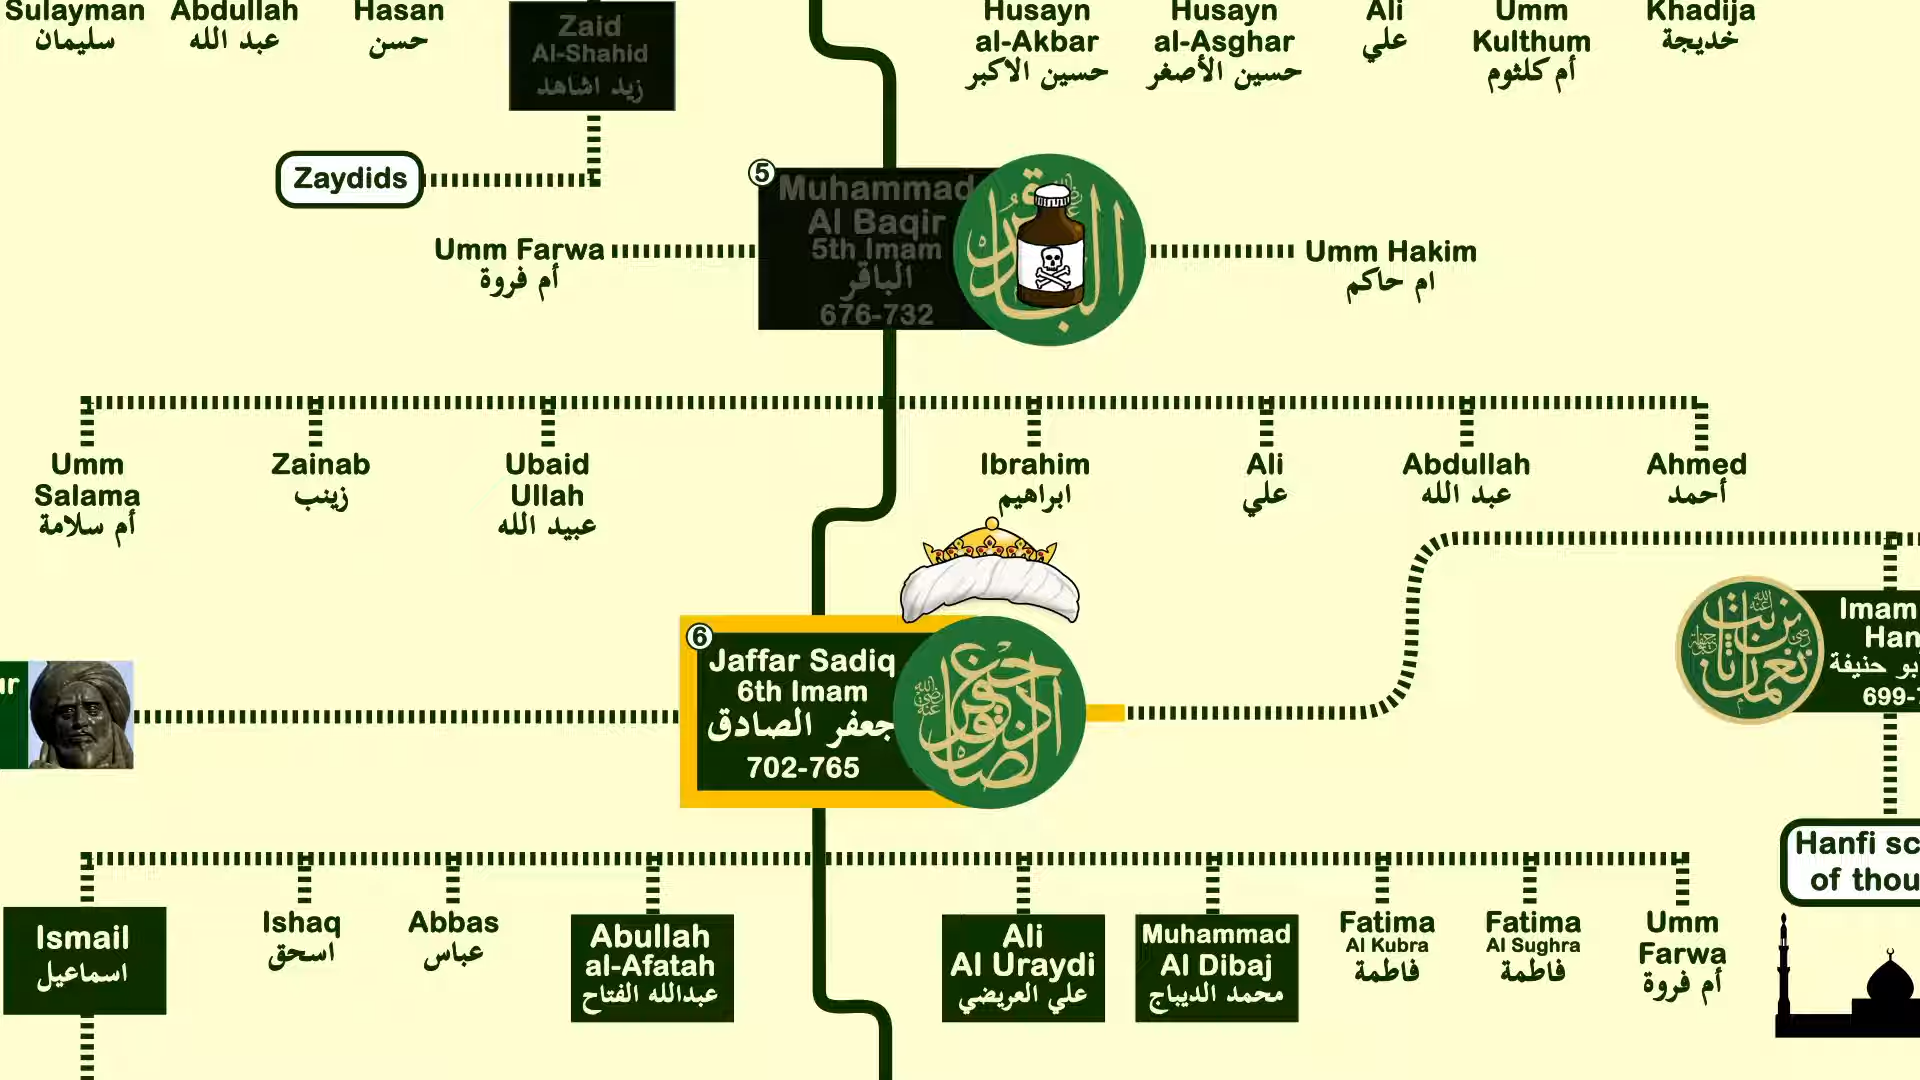 Sulayman
سليمان
Abdullah
عبد الله
Hasan
حسن
Zaid
Al-Shahid
زيد اشاهد
Husayn
al-Akbar
حسين الاكبر
Husayn
al-Asghar
حسين الأصغر
Ali
علي
Umm
Kulthum
أم كلثوم
Khadija
خديجة
Zaydids
5
Muhammad
Al Baqir
5th Imam
الباقر
676-732
Umm Farwa
أم فروة
Umm Hakim
ام حاكم
Umm
Salama
أم سلامة
Zainab
زينب
Ubaid
Ullah
عبيد الله
Ibrahim
ابراهيم
Ali
علي
Abdullah
عبد الله
Ahmed
أحمد
6
Jaffar Sadiq
6th Imam
جعفر الصادق
702-765
Imam
Han
بو حنيفة
699-
Hanfi sc
of thou
Ismail
اسماعيل
Ishaq
اسحق
Abbas
عباس
Abullah
al-Afatah
عبدالله الفتاح
Ali
Al Uraydi
علي العريضي
Muhammad
Al Dibaj
محمد الديباج
Fatima
Al Kubra
فاطمة
Fatima
Al Sughra
فاطمة
Umm
Farwa
أم فروة